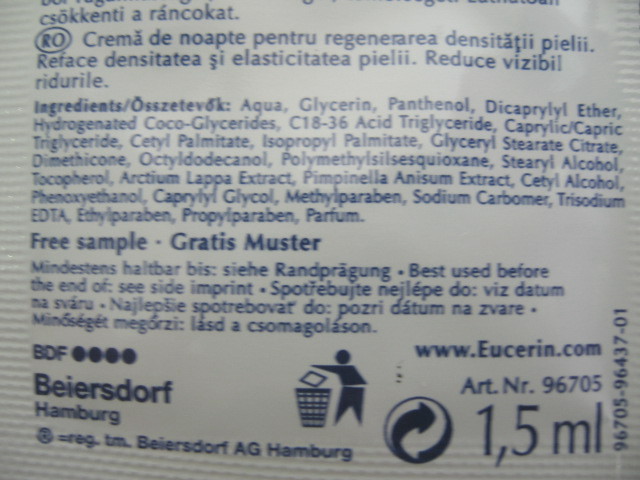 csökkenti a ráncokat.
RO Cremă de noapte pentru regenerarea densităţii pielii.
Reface densitatea şi elasticitatea pielii. Reduce vizibil
ridurile.
Ingredients/Összetevők: Aqua, Glycerin, Panthenol, Dicaprylyl Ether,
Hydrogenated Coco-Glycerides, C18-36 Acid Triglyceride, Caprylic/Capric
Triglyceride, Cetyl Palmitate, Isopropyl Palmitate, Glyceryl Stearate Citrate,
Dimethicone, Octyldodecanol, Polymethylsilsesquioxane, Stearyl Alcohol,
Tocopherol, Arctium Lappa Extract, Pimpinella Anisum Extract, Cetyl Alcohol,
Phenoxyethanol, Caprylyl Glycol, Methylparaben, Sodium Carbomer, Trisodium
EDTA, Ethylparaben, Propylparaben, Parfum.
Free sample · Gratis Muster
Mindestens haltbar bis: siehe Randprägung • Best used before
the end of: see side imprint • Spotřebujte nejlépe do: viz datum
na sváru • Najlepšie spotrebovať do: pozri dátum na zvare •
Minőségét megőrzi: lásd a csomagoláson.
BDF ●●●●
Beiersdorf
Hamburg
® =reg. tm. Beiersdorf AG Hamburg
www.Eucerin.com
Art. Nr. 96705
1,5 ml
96705-96437-01